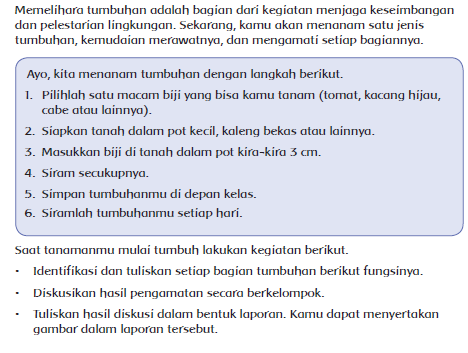 Memelihara tumbuhan adalah bagian dari kegiatan menjaga keseimbangan
dan pelestarian lingkungan. Sekarang, kamu akan menanam satu jenis
tumbuhan, kemudaian merawatnya, dan mengamati setiap bagiannya.
Ayo, kita menanam tumbuhan dengan langkah berikut.
1. Pilihlah satu macam biji yang bisa kamu tanam (tomat, kacang hijau,
cabe atau lainnya).
2. Siapkan tanah dalam pot kecil, kaleng bekas atau lainnya.
3. Masukkan biji di tanah dalam pot kira-kira 3 cm.
4. Siram secukupnya.
5. Simpan tumbuhanmu di depan kelas.
6. Siramlah tumbuhanmu setiap hari.
Saat tanamanmu mulai tumbuh lakukan kegiatan berikut.
• Identifikasi dan tuliskan setiap bagian tumbuhan berikut fungsinya.
• Diskusikan hasil pengamatan secara berkelompok.
• Tuliskan hasil diskusi dalam bentuk laporan. Kamu dapat menyertakan
gambar dalam laporan tersebut.